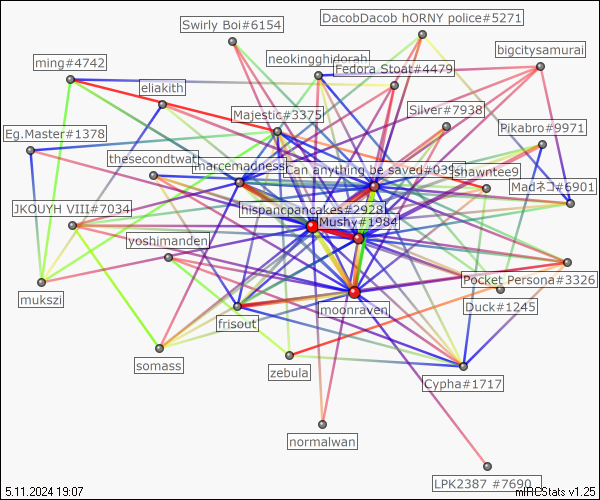 Swirly Boi#6154
DacobDacob hORNY police#5271
bigcitysamurai
neokingghidorah
ming#4742
Fedora Stoat#4479
eliakith
Silver#7938
Majestic#3375
Pikabro#9971
Eg.Master#1378
thesecondtwat
marcemadness
Can anything be saved#039
shawntee9
Madネコ#6901
JKOUYH VIII#7034
hispanopancakes#2928
Mushy#1984
yoshimanden
Pocket Persona#3326
mukszi
Duck#1245
moonraven
frisout
somass
zebula
Cypha#1717
normalwan
LPK2387 #7690
5.11.2024 19:07
mIRCStats v1.25